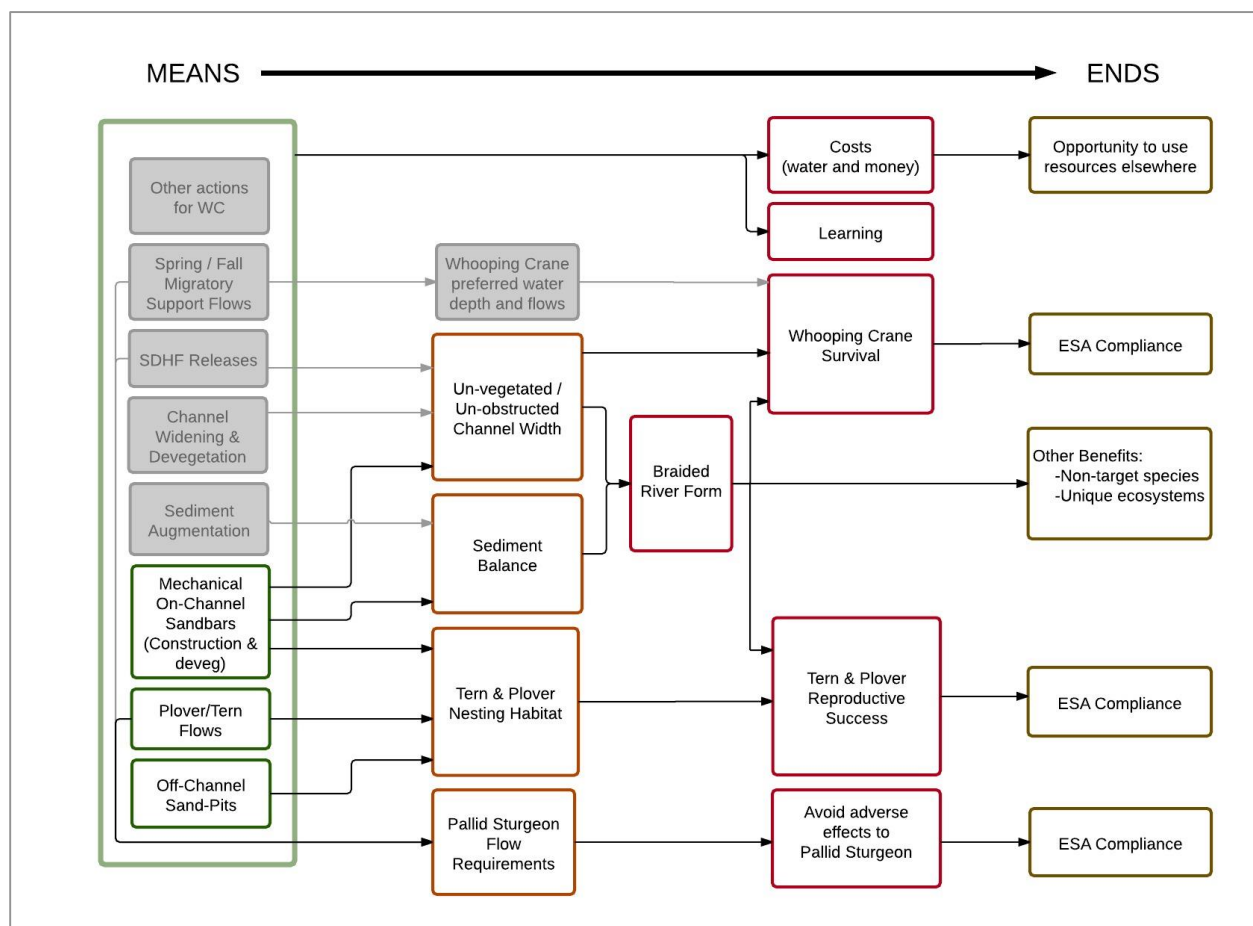 MEANS
ENDS
Other actions
for WC
Spring / Fall
Migratory
Support Flows
SDHF Releases
Channel
Widening &
Devegetation
Sediment
Augmentation
Mechanical
On-Channel
Sandbars
(Construction &
deveg)
Plover/Tern
Flows
Off-Channel
Sand-Pits
Whooping Crane
preferred water
depth and flows
Un-vegetated /
Un-obstructed
Channel Width
Sediment
Balance
Tern & Plover
Nesting Habitat
Pallid Sturgeon
Flow
Requirements
Braided
River Form
Costs
(water and money)
Learning
Whooping Crane
Survival
Tern & Plover
Reproductive
Success
Avoid adverse
effects to
Pallid Sturgeon
Opportunity to use
resources elsewhere
ESA Compliance
Other Benefits:
-Non-target species
-Unique ecosystems
ESA Compliance
ESA Compliance